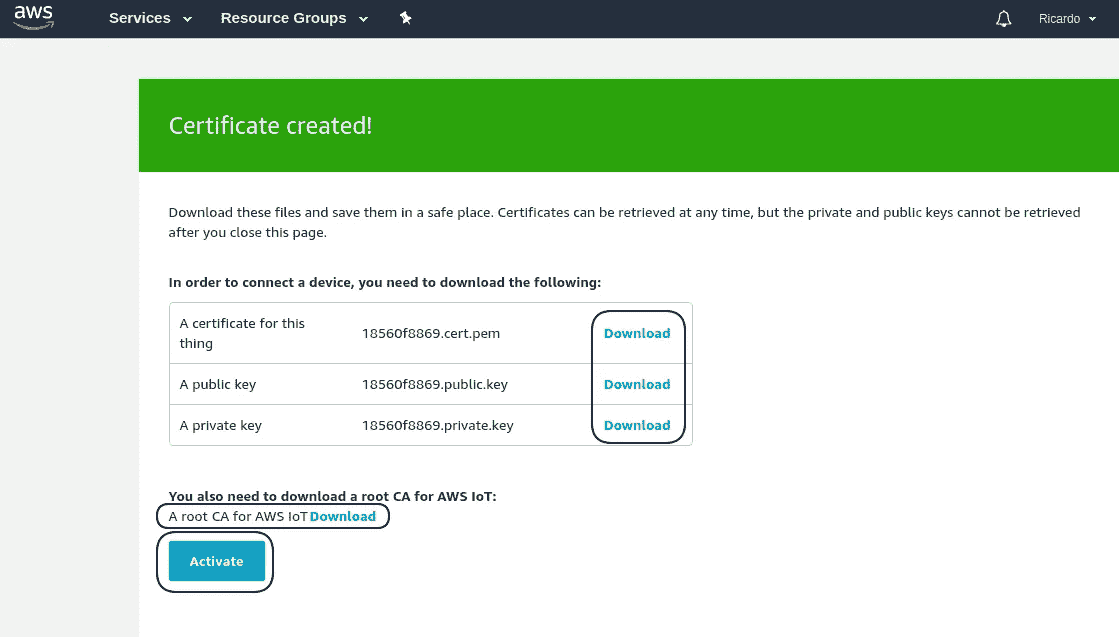 aws Services Resource Groups Ricardo
Certificate created!
Download these files and save them in a safe place. Certificates can be retrieved at any time, but the private and public keys cannot be retrieved
after you close this page.
In order to connect a device, you need to download the following:
A certificate for this
thing
18560f8869.cert.pem Download
A public key 18560f8869.public.key Download
A private key 18560f8869.private.key Download
You also need to download a root CA for AWS IoT:
A root CA for AWS IoT Download
Activate